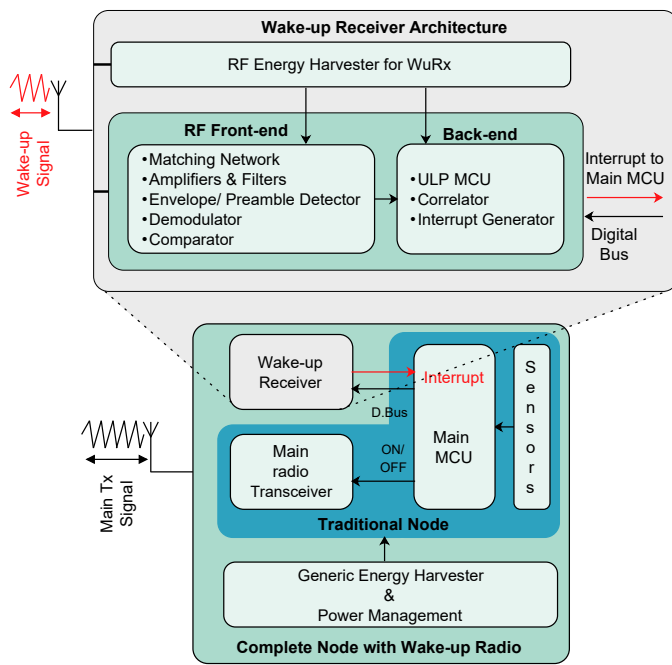 Wake-up Receiver Architecture
RF Energy Harvester for WuRx
Wake-up
Signal
RF Front-end
•Matching Network
•Amplifiers & Filters
•Envelope/ Preamble Detector
•Demodulator
•Comparator
Back-end
•ULP MCU
•Correlator
•Interrupt Generator
Interrupt to
Main MCU
Digital
Bus
Wake-up
Receiver
Interrupt
D.Bus
Main
MCU
Sensors
Main Tx
Signal
Main
radio
Transceiver
ON/
OFF
Traditional Node
Generic Energy Harvester
&
Power Management
Complete Node with Wake-up Radio